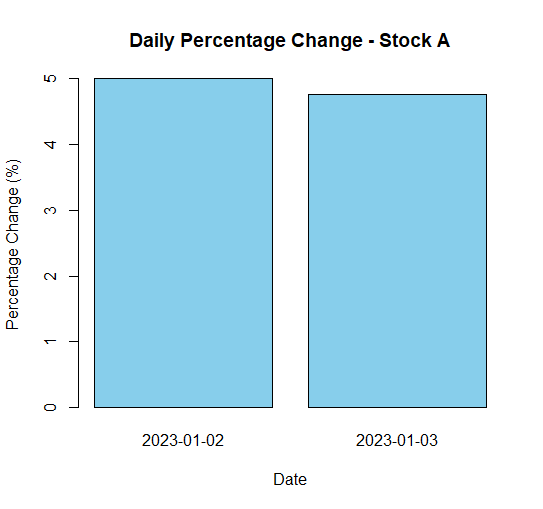 Daily Percentage Change - Stock A
Percentage Change (%)
5
4
3
2
1
0
2023-01-02 2023-01-03
Date